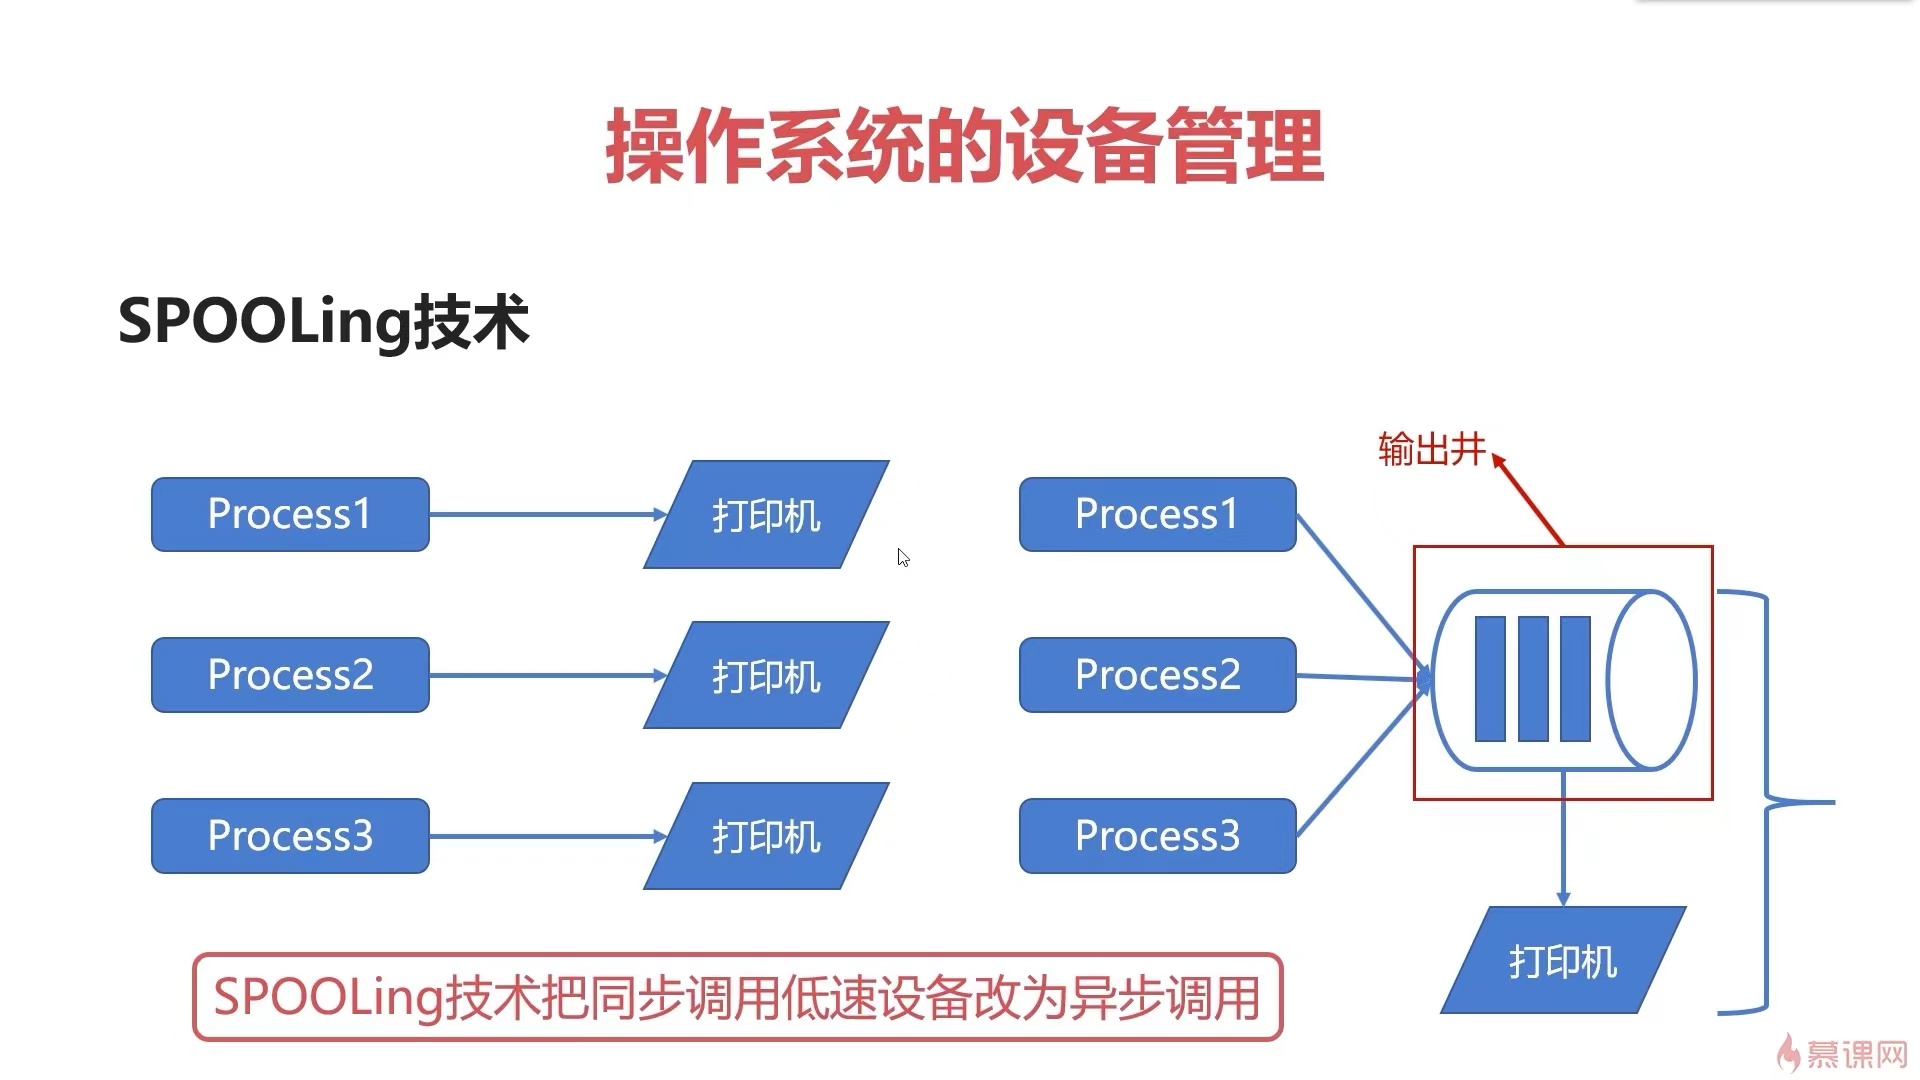 操作系统的设备管理
SPOOLing技术
Process1
打印机
Process2
打印机
Process3
打印机
输出井
Process1
Process2
Process3
打印机
SPOOLing技术把同步调用低速设备改为异步调用
慕课网